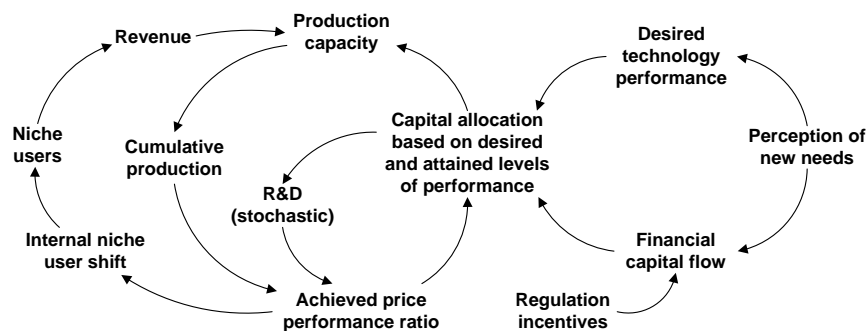 Revenue
Production
capacity
Desired
technology
performance
Niche
users
Cumulative
production
Capital allocation
based on desired
and attained levels
of performance
Perception of
new needs
R&D
(stochastic)
Internal niche
user shift
Financial
capital flow
Achieved price
performance ratio
Regulation
incentives